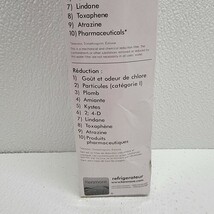 7) Lindane
8) Toxaphene
9) Atrazine
10) Pharmaceuticals*
Réduction :
1) Goût et odeur de chlore
2) Particules (catégorie I)
3) Plomb
4) Amiante
5) Kystes
6) 2; 4-D
7) Lindane
8) Toxaphène
9) Atrazine
10) Produits
pharmaceutiques
refrigerateur